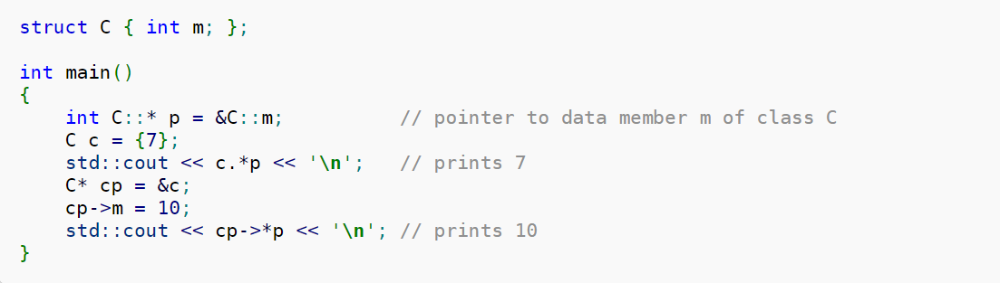 struct C { int m; };

int main()
{
    int C::* p = &C::m;          // pointer to data member m of class C
    C c = {7};
    std::cout << c.*p << '\n';   // prints 7
    C* cp = &c;
    cp->m = 10;
    std::cout << cp->*p << '\n'; // prints 10
}